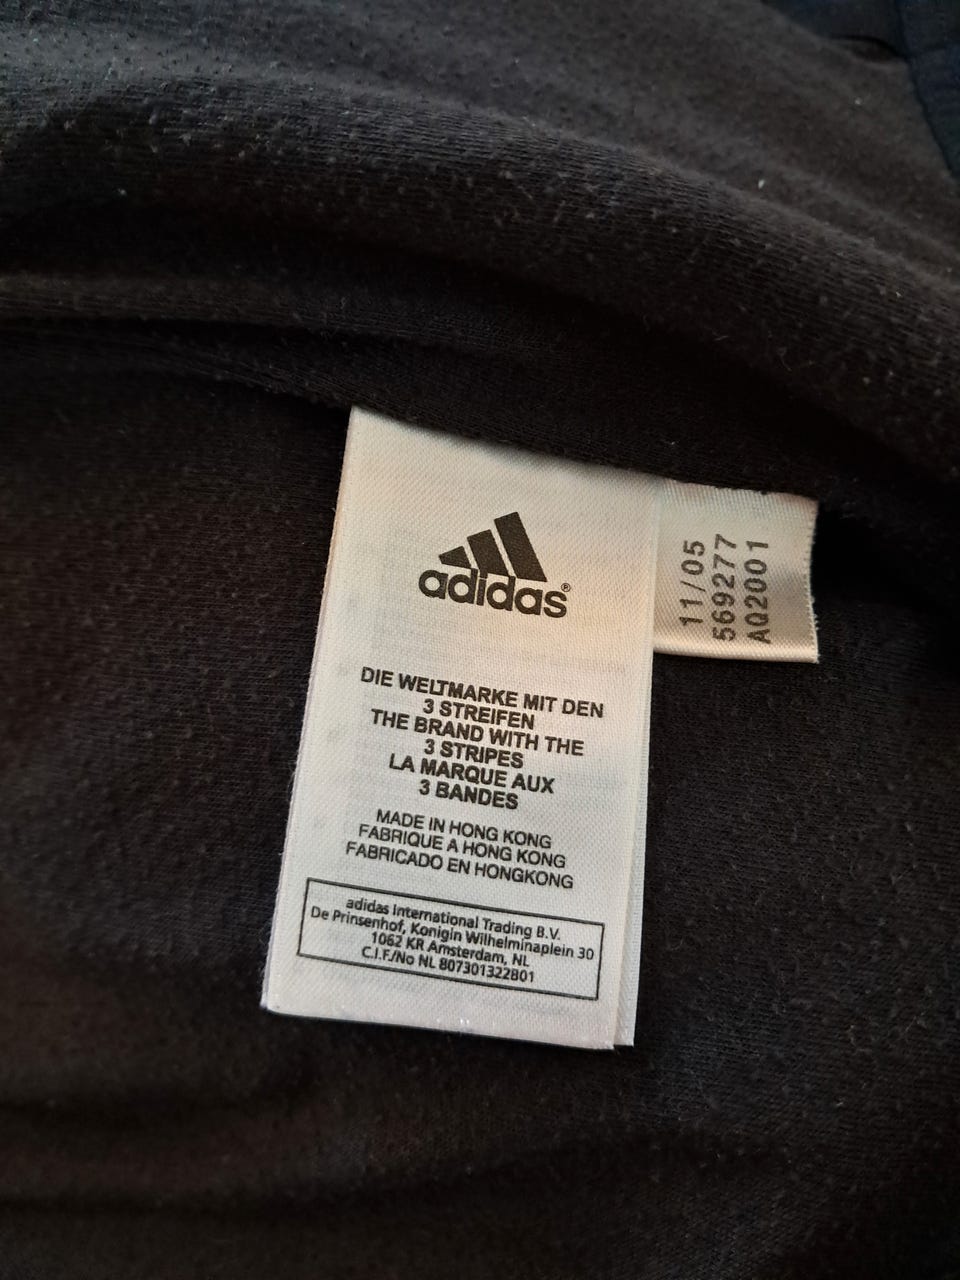 adidas®
DIE WELTMARKE MIT DEN
3 STREIFEN
THE BRAND WITH THE
3 STRIPES
LA MARQUE AUX
3 BANDES
MADE IN HONG KONG
FABRIQUE A HONG KONG
FABRICADO EN HONGKONG
adidas International Trading B.V.
De Prinsenhof, Konigin Wilhelminaplein 30
1062 KR Amsterdam, NL
C.I.F./No NL 807301322B01
11/05
569277
AQ2001